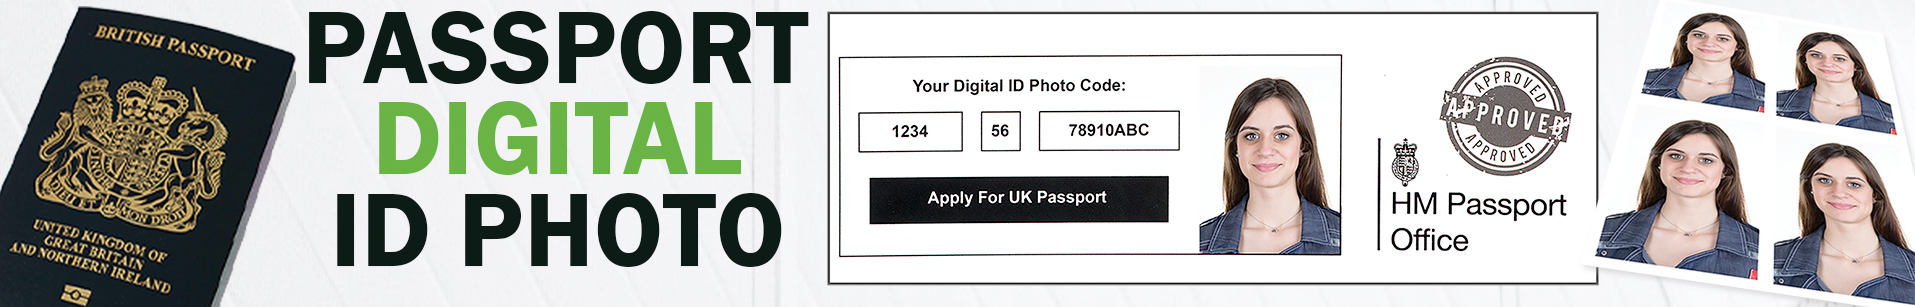 BRITISH PASSPORT
DIEU ET MON DROIT
UNITED KINGDOM OF
GREAT BRITAIN
AND NORTHERN IRELAND
PASSPORT
DIGITAL
ID PHOTO
Your Digital ID Photo Code:
1234 56 78910ABC
Apply For UK Passport
APPROVED
APPROVED
APPROVED
HM Passport
Office